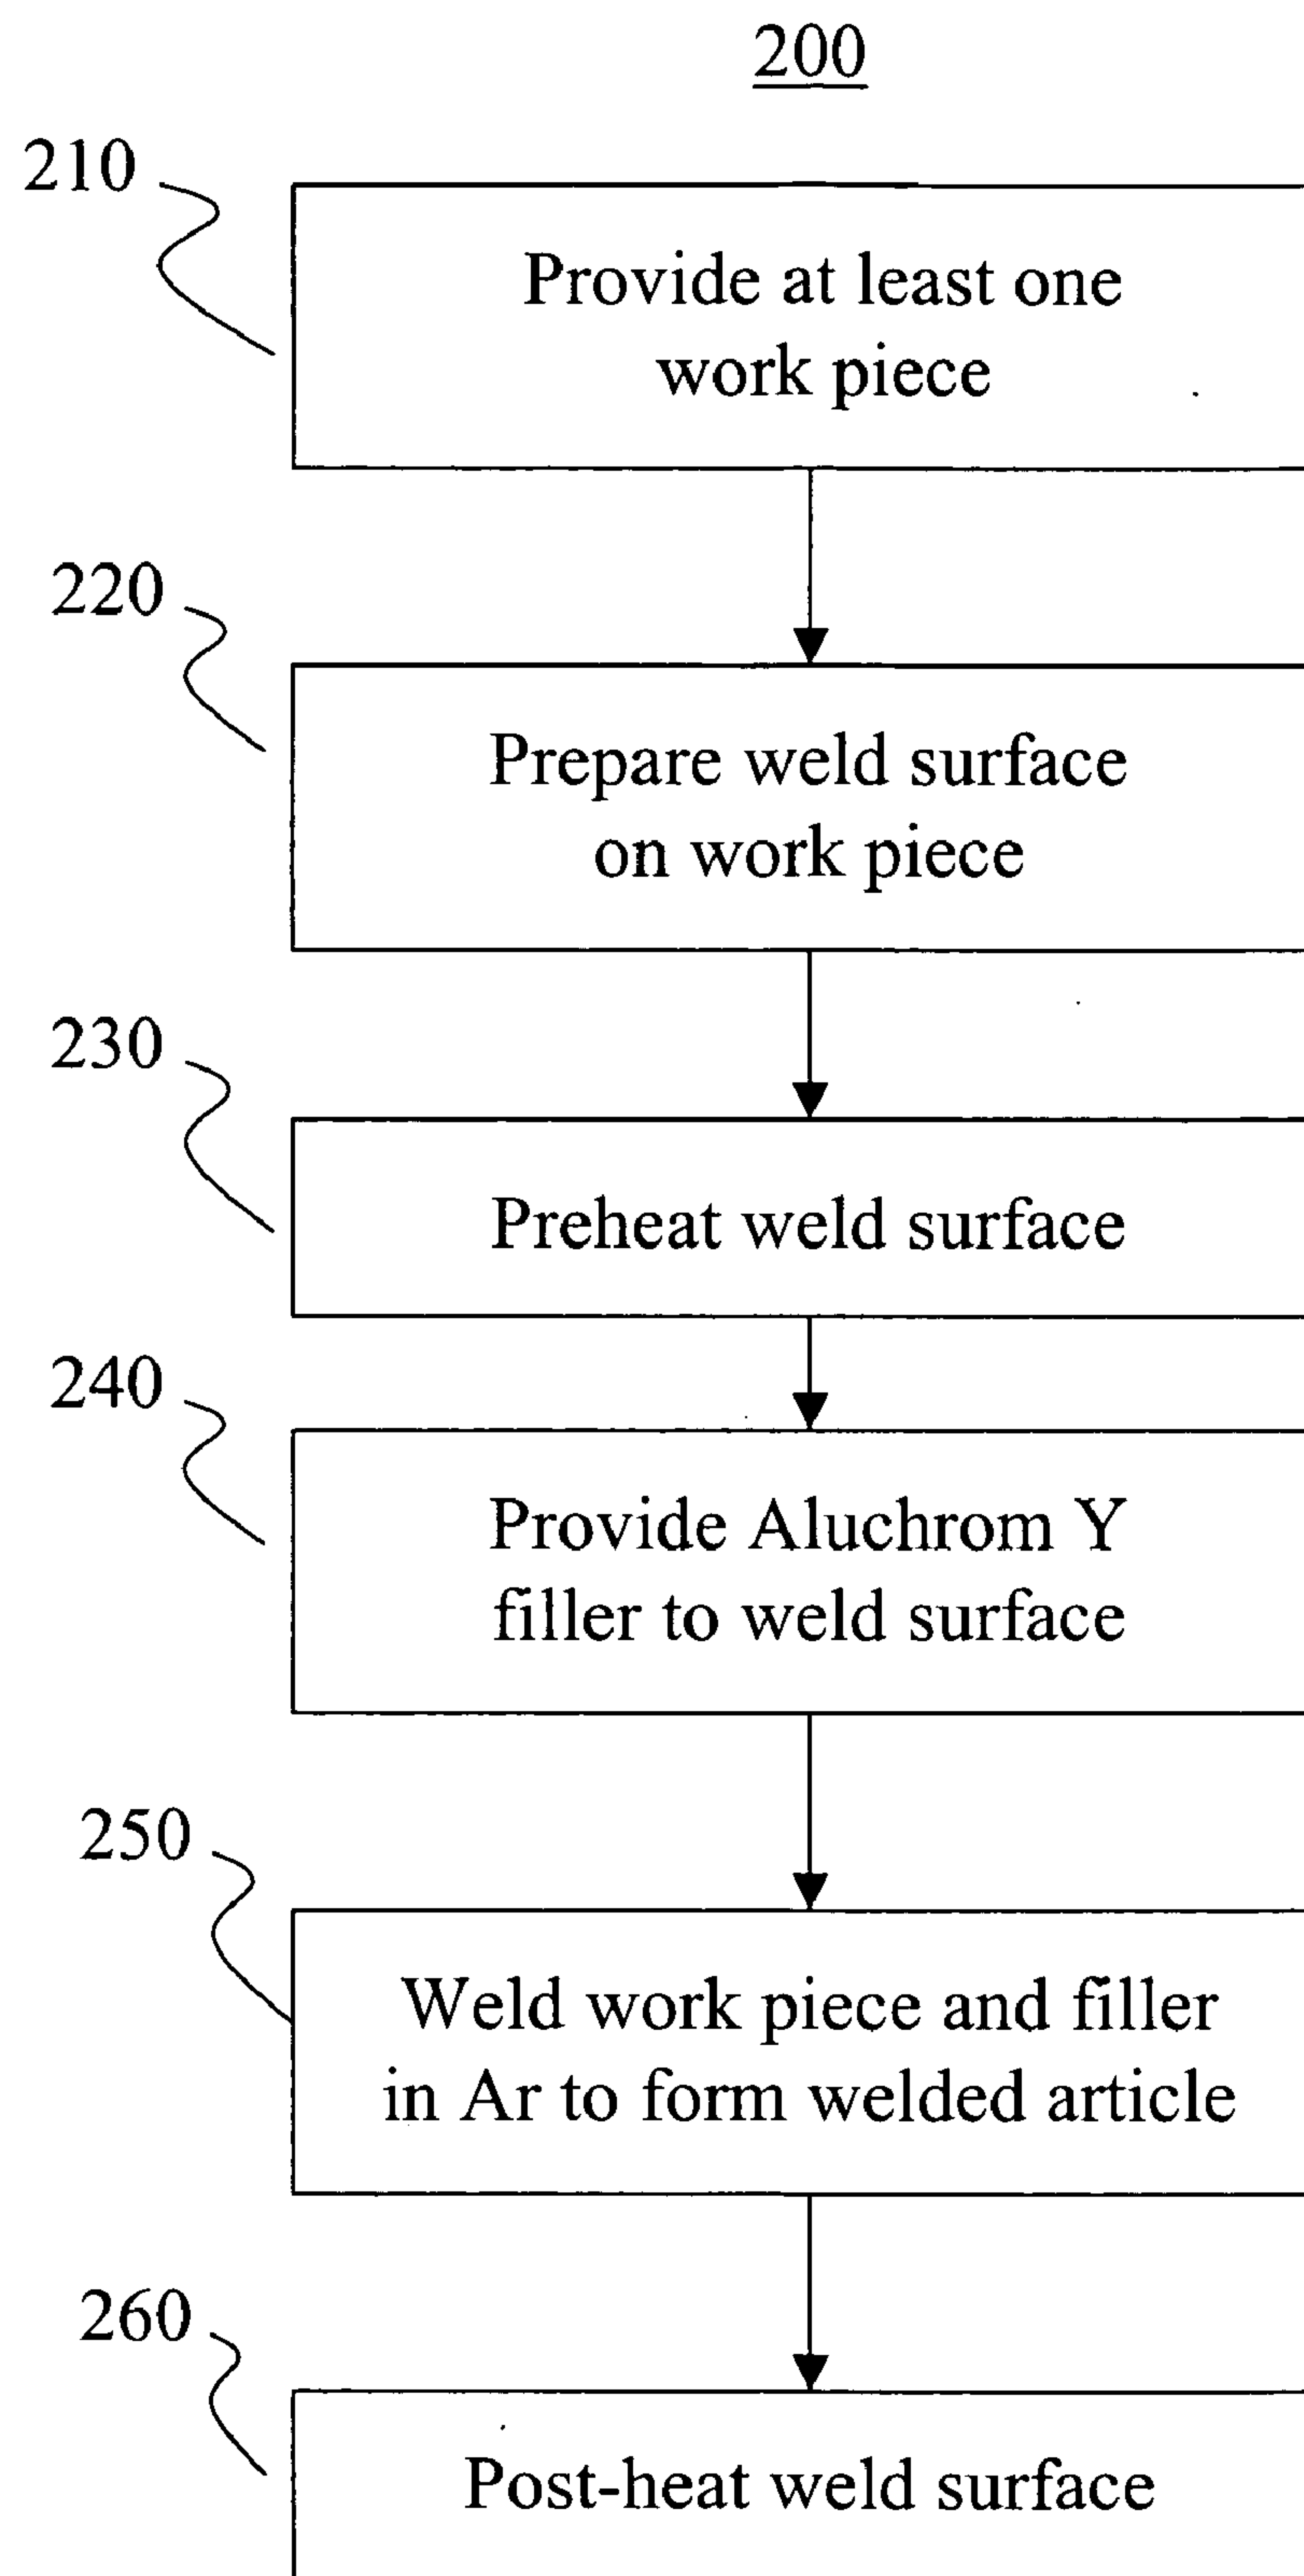 200
210
Provide at least one
work piece
220
Prepare weld surface
on work piece
230
Preheat weld surface
240
Provide Aluchrom Y
filler to weld surface
250
Weld work piece and filler
in Ar to form welded article
260
Post-heat weld surface